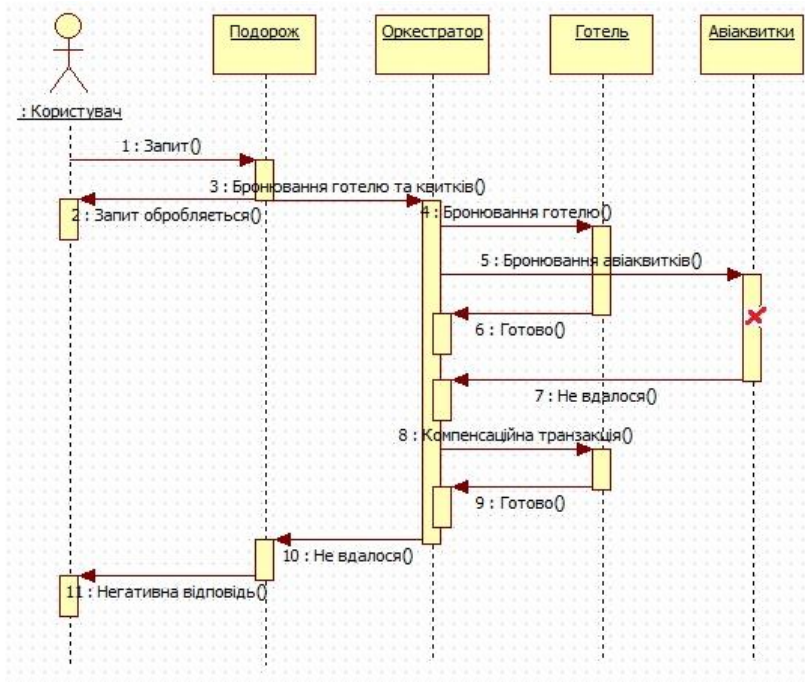 Подорож
Оркестратор
Готель
Авіаквитки
: Користувач
1 : Запит()
3 : Бронювання готелю та квитків()
2 : Запит обробляється()
4 : Бронювання готелю()
5 : Бронювання авіаквитків()
6 : Готово()
7 : Не вдалося()
8 : Компенсаційна транзакція()
9 : Готово()
10 : Не вдалося()
11 : Негативна відповідь()